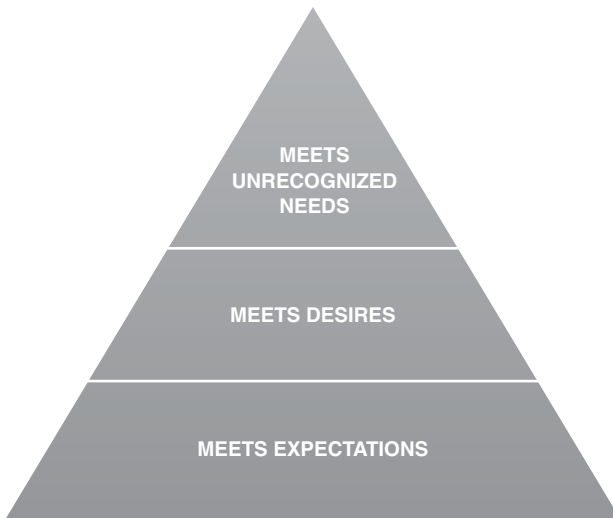 MEETS
UNRECOGNIZED
NEEDS
MEETS DESIRES
MEETS EXPECTATIONS